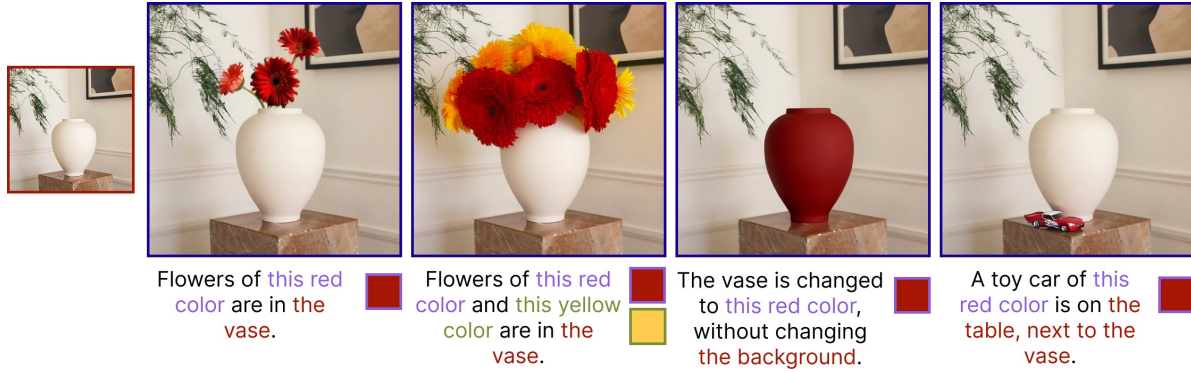 Flowers of this red
color are in the
vase.
Flowers of this red
color and this yellow
color are in the
vase.
The vase is changed
to this red color,
without changing
the background.
A toy car of this
red color is on the
table, next to the
vase.